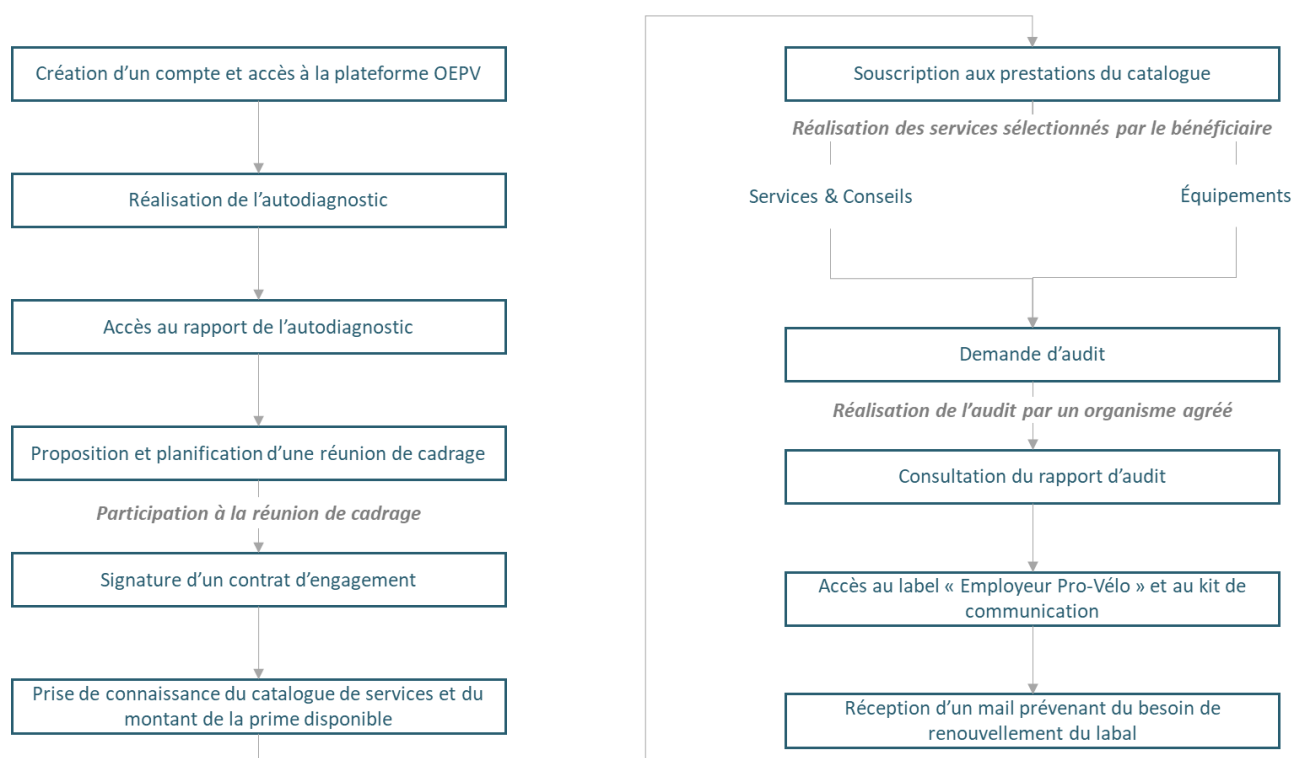 Création d’un compte et accès à la plateforme OEPV
Réalisation de l’autodiagnostic
Accès au rapport de l’autodiagnostic
Proposition et planification d’une réunion de cadrage
Participation à la réunion de cadrage
Signature d’un contrat d’engagement
Prise de connaissance du catalogue de services et du
montant de la prime disponible
Souscription aux prestations du catalogue
Réalisation des services sélectionnés par le bénéficiaire
Services & Conseils
Équipements
Demande d’audit
Réalisation de l’audit par un organisme agréé
Consultation du rapport d’audit
Accès au label « Employeur Pro-Vélo » et au kit de
communication
Réception d’un mail prévenant du besoin de
renouvellement du labal